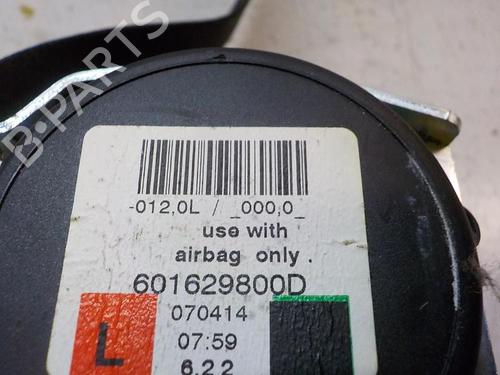 B-PARTS
-012,0L / _000,0_
use with
airbag only .
601629800D
070414
L
07:59
6.2 2